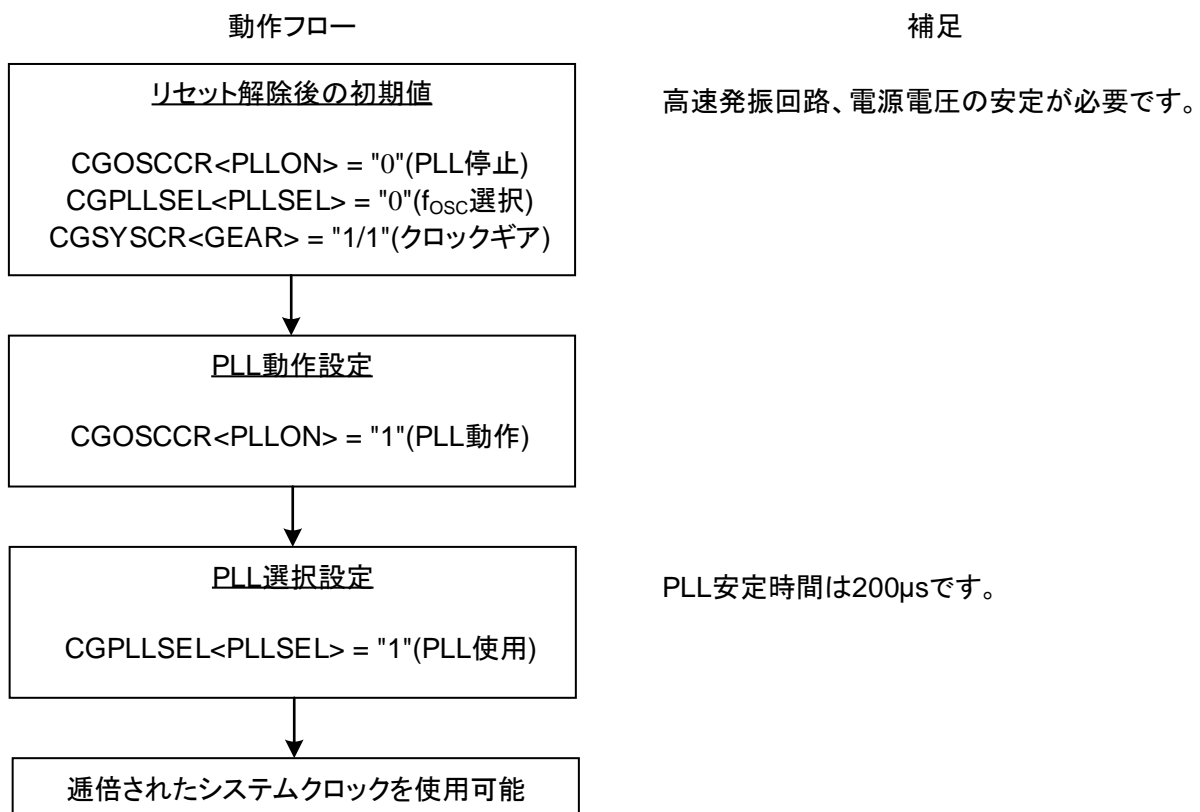 動作フロー
補足
リセット解除後の初期値
高速発振回路、電源電圧の安定が必要です。
CGOSCCR<PLLON> = "0"(PLL停止)
CGPLLSEL<PLLSEL> = "0"(fOSC選択)
CGSYSCR<GEAR> = "1/1"(クロックギア)
PLL動作設定
CGOSCCR<PLLON> = "1"(PLL動作)
PLL選択設定
PLL安定時間は200μsです。
CGPLLSEL<PLLSEL> = "1"(PLL使用)
逓倍されたシステムクロックを使用可能